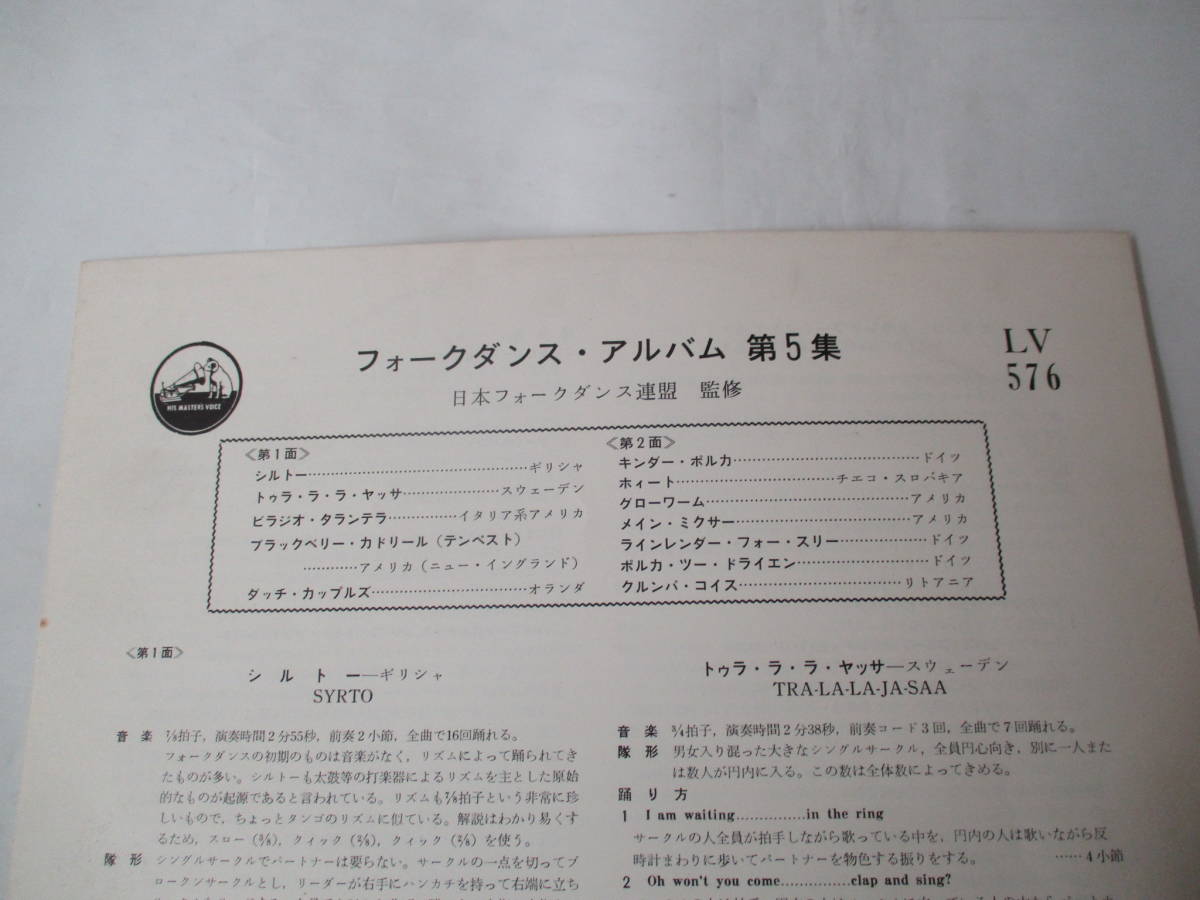 フォークダンス・アルバム 第5集
LV
576
日本フォークダンス連盟 監修
HIS MASTER'S VOICE
《第1面》
シルトー……ギリシャ
トゥラ・ラ・ラ・ヤッサ……スウェーデン
ビラジオ・タランテラ……イタリア系アメリカ
ブラックベリー・カドリール（テンペスト）
……アメリカ（ニュー・イングランド）
ダッチ・カップルズ……オランダ
《第2面》
キンダー・ポルカ……ドイツ
ホィート……チエコ・スロバキア
グローワーム……アメリカ
メイン・ミクサー……アメリカ
ラインレンダー・フォー・スリー……ドイツ
ポルカ・ツー・ドライエン……ドイツ
クルンパ・コイス……リトアニア
《第1面》
シルトー—ギリシャ
SYRTO
音楽 7/8拍子，演奏時間2分55秒，前奏2小節，全曲で16回踊れる。
フォークダンスの初期のものは音楽がなく，リズムによって踊られてき
たものが多い。シルトーも太鼓等の打楽器によるリズムを主とした原始
的なものが起源であると言われている。リズムも7/8拍子という非常に珍
しいもので，ちょっとタンゴのリズムに似ている。解説はわかり易くす
るため，スロー（3/8），クィック（2/8），クィック（2/8）を使う。
隊形 シングルサークルでパートナーは要らない。サークルの一点を切ってブ
ロークンサークルとし，リーダーが右手にハンカチを持って右端に立ち
トゥラ・ラ・ラ・ヤッサ—スウェーデン
TRA-LA-LA-JA-SAA
音楽 3/4拍子，演奏時間2分38秒，前奏コード3回，全曲で7回踊れる。
隊形 男女入り混った大きなシングルサークル，全員円心向き，別に一人また
は数人が円内に入る。この数は全体数によってきめる。
踊り方
1 I am waiting……in the ring
サークルの人全員が拍手しながら歌っている中を，円内の人は歌いながら反
時計まわりに歩いてパートナーを物色する振りをする。 ……4小節
2 Oh won't you come……clap and sing?